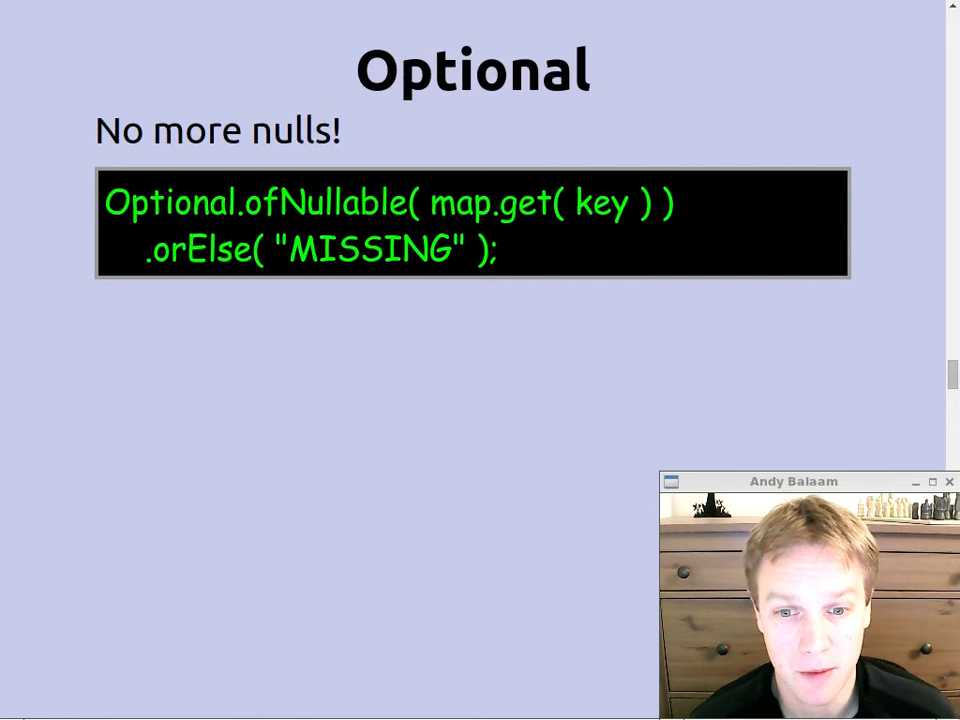 Optional
No more nulls!
Optional.ofNullable( map.get( key ) )
.orElse( "MISSING" );
Andy Balaam